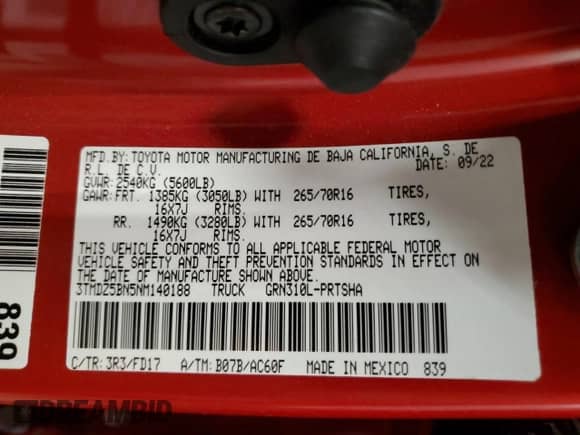 MFD.BY: TOYOTA MOTOR MANUFACTURING DE BAJA CALIFORNIA, S. DE
R.L. DE C.V. DATE: 09/22
GVWR: 2540KG (5600LB)
GAWR: FRT. 1385KG (3050LB) WITH 265/70R16 TIRES,
16X7J RIMS.
RR. 1490KG (3280LB) WITH 265/70R16 TIRES,
16X7J RIMS.
THIS VEHICLE CONFORMS TO ALL APPLICABLE FEDERAL MOTOR
VEHICLE SAFETY AND THEFT PREVENTION STANDARDS IN EFFECT ON
THE DATE OF MANUFACTURE SHOWN ABOVE.
3TMDZ5BN5NM140188 TRUCK GRN310L-PRTSHA
C/TR: 3R3/FD17 A/TM: B07B/AC60F MADE IN MEXICO 839
839
DREAMBID